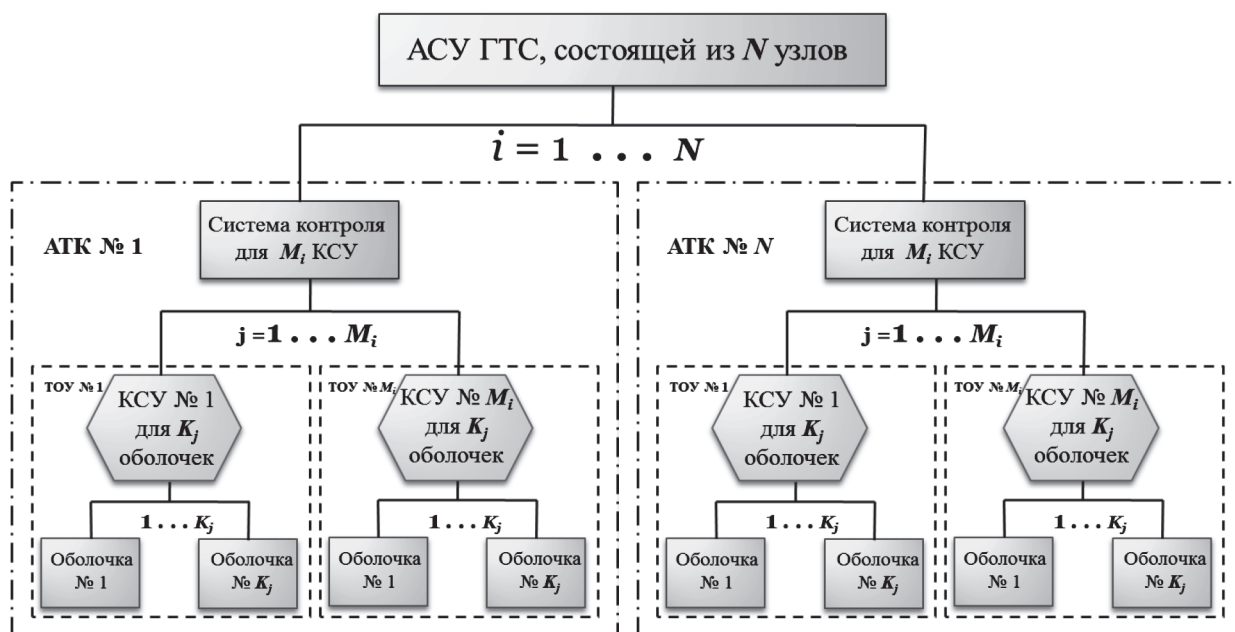 АСУ ГТС, состоящей из N узлов
i = 1 . . . N
АТК № 1
Система контроля
для M_i КСУ
j = 1 . . . M_i
ТОУ № 1
КСУ № 1
для K_j
оболочек
1 . . . K_j
Оболочка
№ 1
Оболочка
№ K_j
ТОУ № M_i
КСУ № M_i
для K_j
оболочек
1 . . . K_j
Оболочка
№ 1
Оболочка
№ K_j
АТК № N
Система контроля
для M_i КСУ
j = 1 . . . M_i
ТОУ № 1
КСУ № 1
для K_j
оболочек
1 . . . K_j
Оболочка
№ 1
Оболочка
№ K_j
ТОУ № M_i
КСУ № M_i
для K_j
оболочек
1 . . . K_j
Оболочка
№ 1
Оболочка
№ K_j